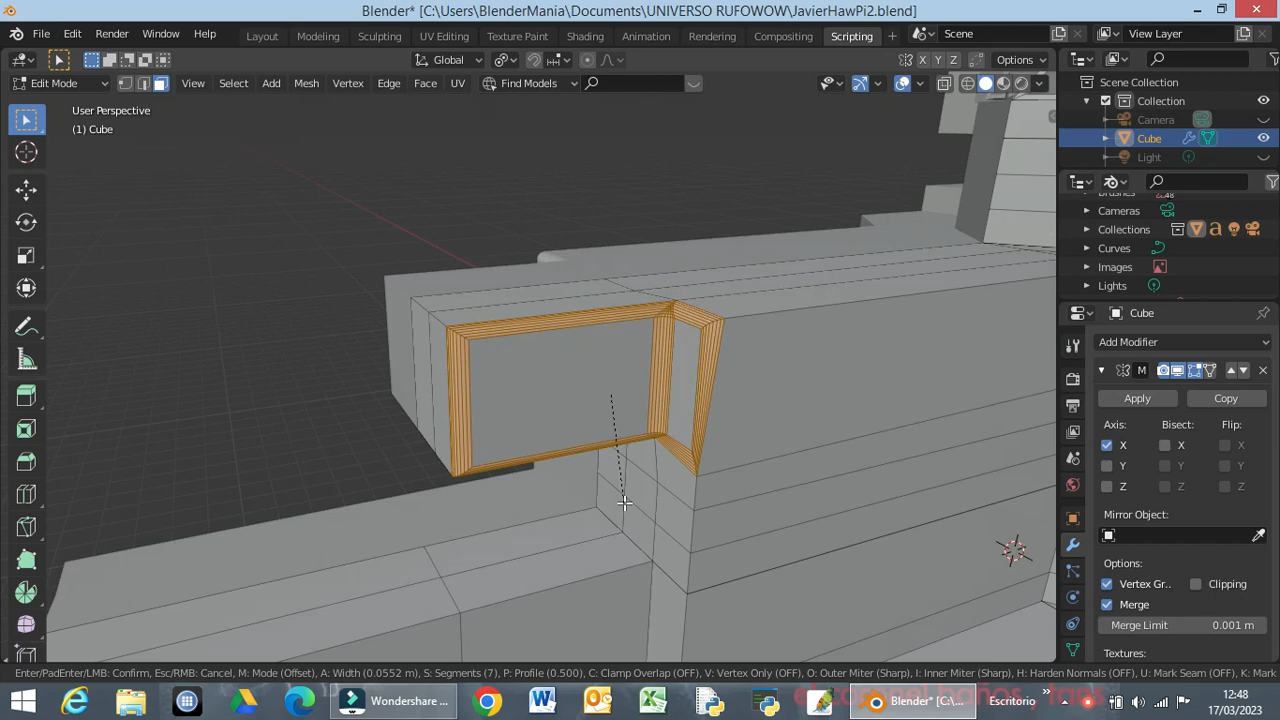 Blender* [C:\Users\BlenderMania\Documents\UNIVERSO RUFOWOW\JavierHawPi2.blend]
File Edit Render Window Help Layout Modeling Sculpting UV Editing Texture Paint Shading Animation Rendering Compositing Scripting + Scene View Layer
Global X Y Z Options
Edit Mode View Select Add Mesh Vertex Edge Face UV Find Models
User Perspective
(1) Cube
Scene Collection
Collection
Camera
Cube
Light
Brushes
Cameras
Collections
Curves
Images
Lights
Cube
Add Modifier
M
Apply Copy
Axis: Bisect: Flip:
X X X
Y Y Y
Z Z Z
Mirror Object:
Options:
Vertex Gr.. Clipping
Merge
Merge Limit 0.001 m
Textures:
Enter/PadEnter/LMB: Confirm, Esc/RMB: Cancel, M: Mode (Offset), A: Width (0.0552 m), S: Segments (7), P: Profile (0.500), C: Clamp Overlap (OFF), V: Vertex Only (OFF), O: Outer Miter (Sharp), I: Inner Miter (Sharp), H: Harden Normals (OFF), U: Mark Seam (OFF), K: Mark
Wondershare ... Blender* [C:\... Escritorio » 12:48
17/03/2023